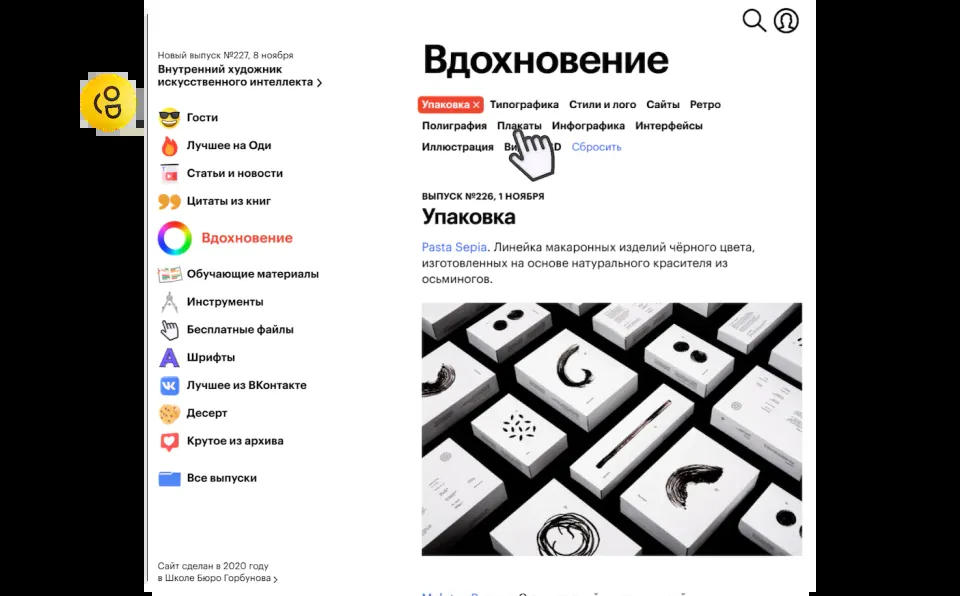 Новый выпуск №227, 8 ноября
Внутренний художник
искусственного интеллекта
Гости
Лучшее на Оди
Статьи и новости
Цитаты из книг
Вдохновение
Обучающие материалы
Инструменты
Бесплатные файлы
Шрифты
Лучшее из ВКонтакте
Десерт
Крутое из архива
Все выпуски
Сайт сделан в 2020 году
в Школе Бюро Горбунова
Вдохновение
Упаковка × Типографика Стили и лого Сайты Ретро
Полиграфия Плакаты Инфографика Интерфейсы
Иллюстрация Сбросить
ВЫПУСК №226, 1 НОЯБРЯ
Упаковка
Pasta Sepia. Линейка макаронных изделий чёрного цвета,
изготовленных на основе натурального красителя из
осьминогов.